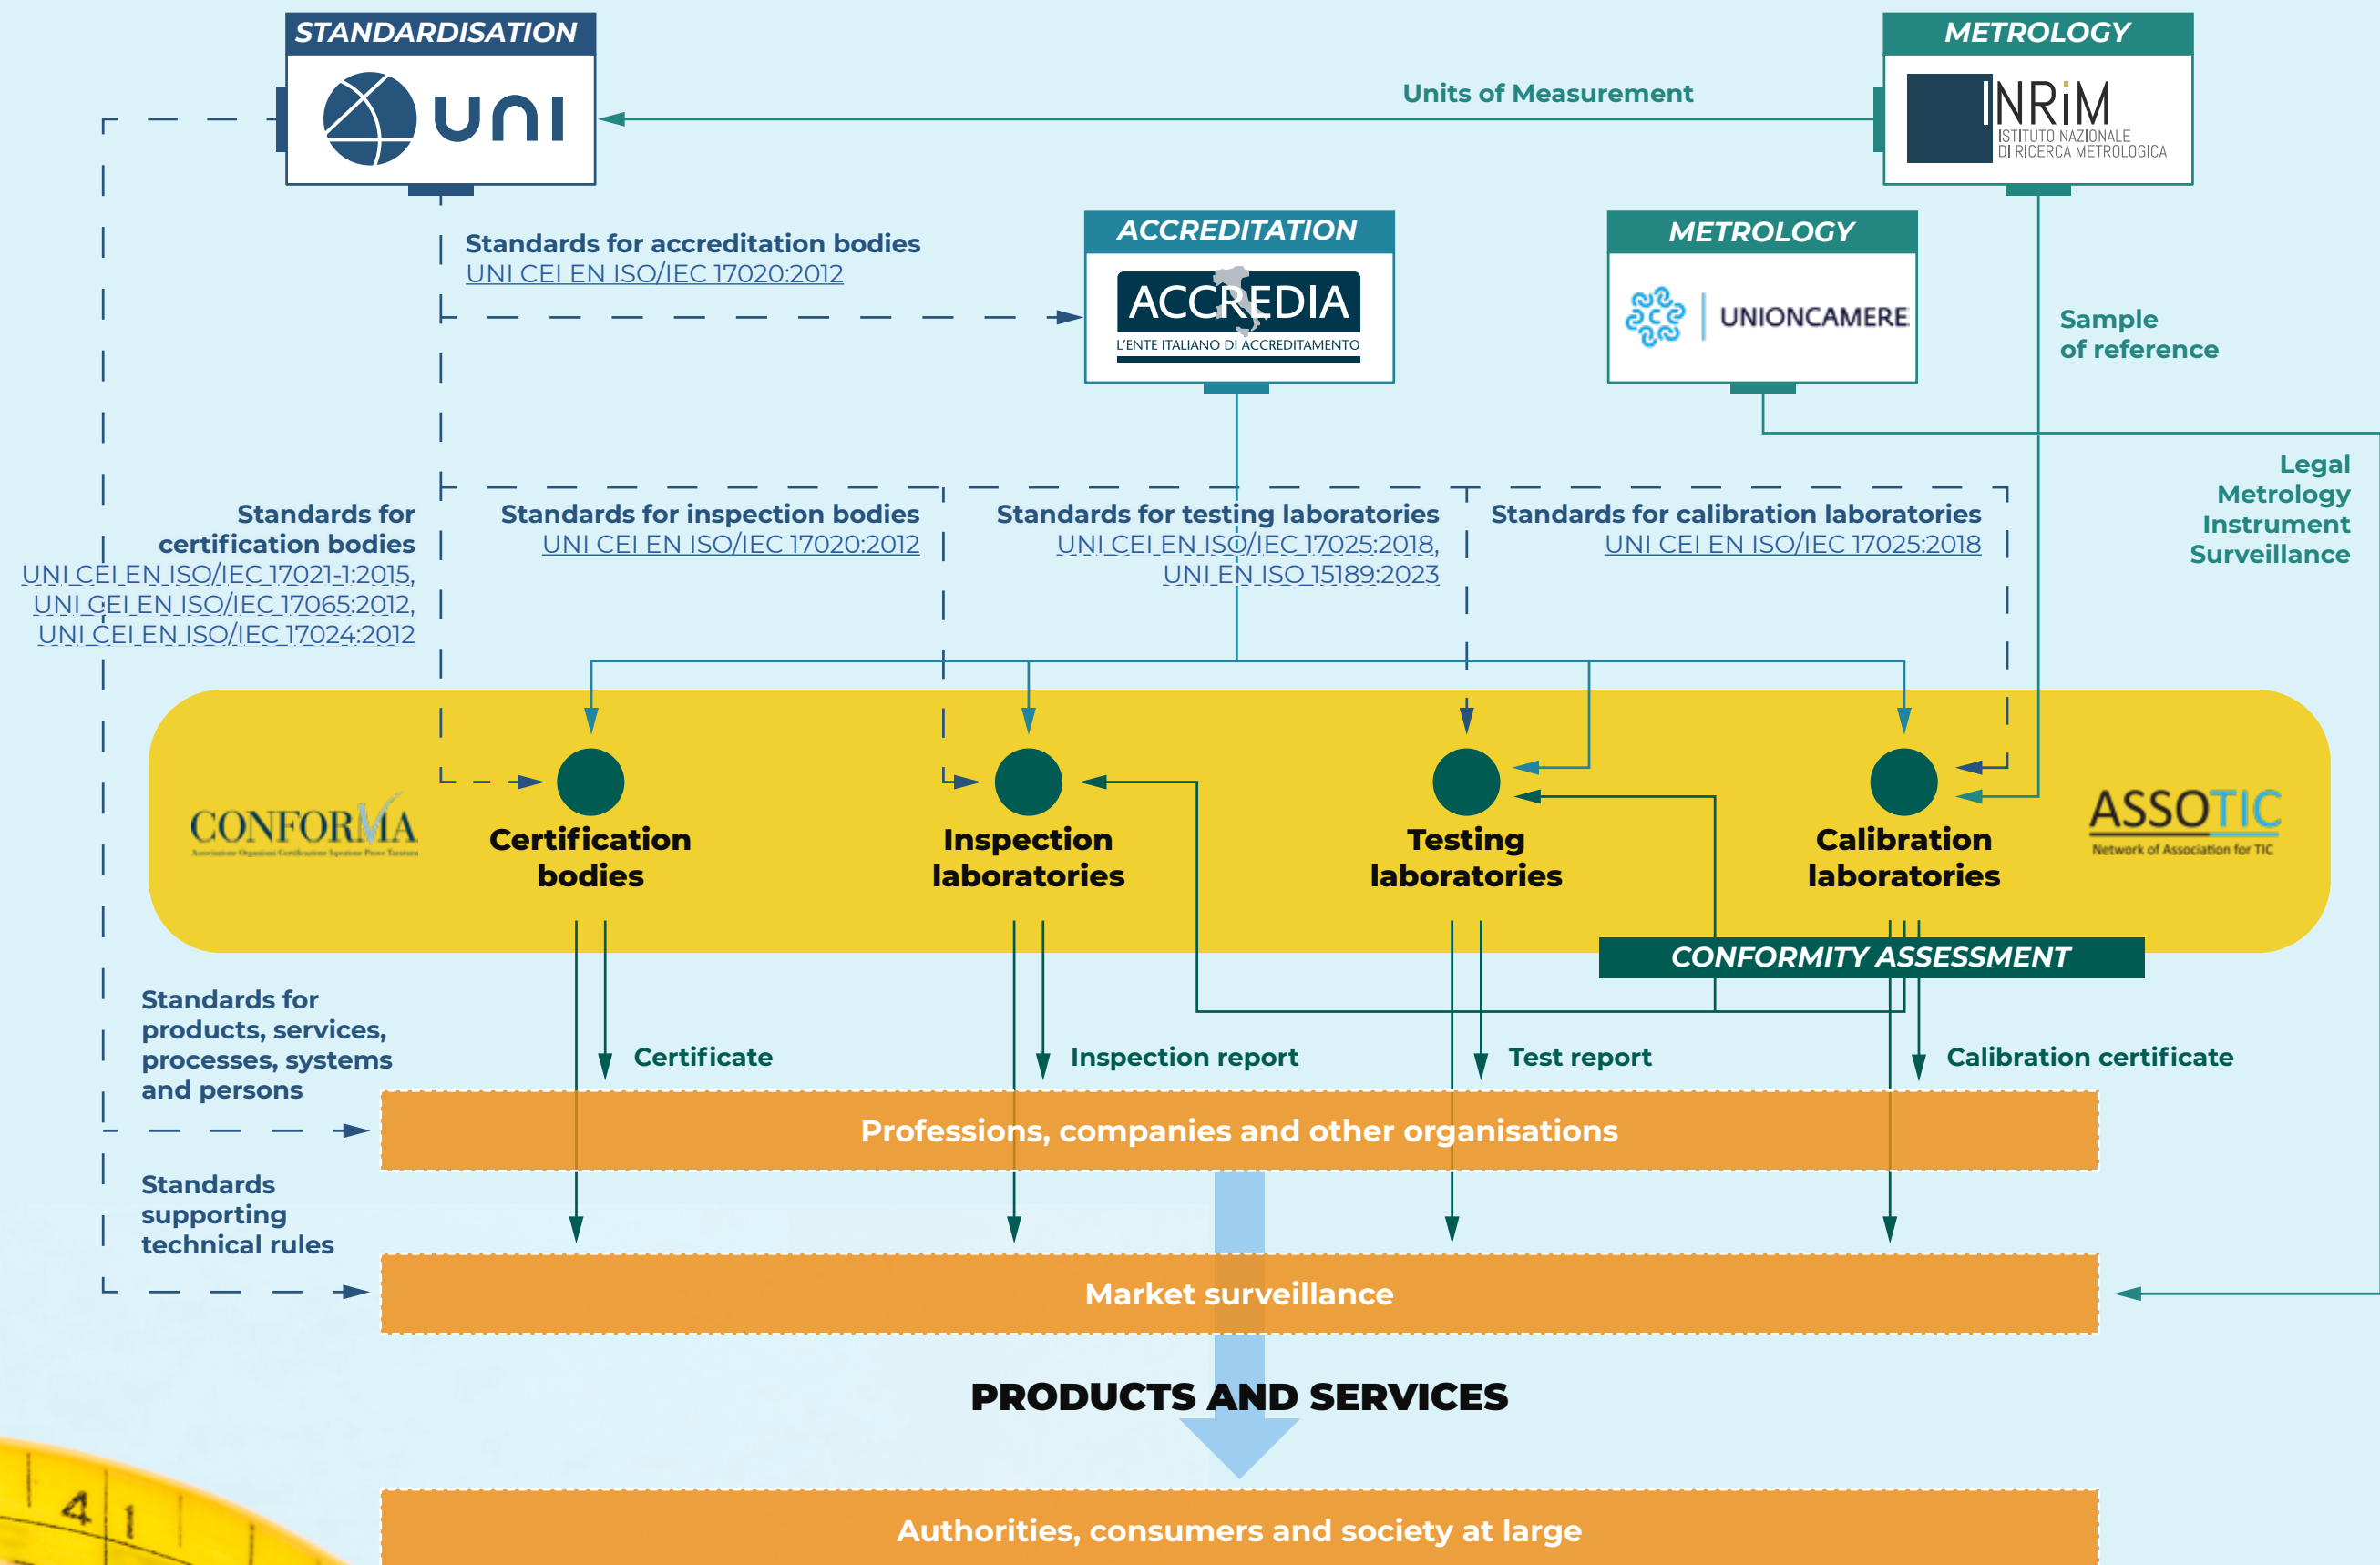 STANDARDISATION
UNI
Units of Measurement
METROLOGY
INRiM
ISTITUTO NAZIONALE
DI RICERCA METROLOGICA
Standards for accreditation bodies
UNI CEI EN ISO/IEC 17020:2012
ACCREDITATION
ACCREDIA
L'ENTE ITALIANO DI ACCREDITAMENTO
METROLOGY
UNIONCAMERE
Sample
of reference
Legal
Metrology
Instrument
Surveillance
Standards for
certification bodies
UNI CEI EN ISO/IEC 17021-1:2015,
UNI CEI EN ISO/IEC 17065:2012,
UNI CEI EN ISO/IEC 17024:2012
Standards for inspection bodies
UNI CEI EN ISO/IEC 17020:2012
Standards for testing laboratories
UNI CEI EN ISO/IEC 17025:2018,
UNI EN ISO 15189:2023
Standards for calibration laboratories
UNI CEI EN ISO/IEC 17025:2018
CONFORMA
Associazione Organismi Certificazione Ispezione Prove Taratura
Certification
bodies
Inspection
laboratories
Testing
laboratories
Calibration
laboratories
ASSOTIC
Network of Association for TIC
CONFORMITY ASSESSMENT
Standards for
products, services,
processes, systems
and persons
Certificate
Inspection report
Test report
Calibration certificate
Professions, companies and other organisations
Standards
supporting
technical rules
Market surveillance
PRODUCTS AND SERVICES
Authorities, consumers and society at large
4 1